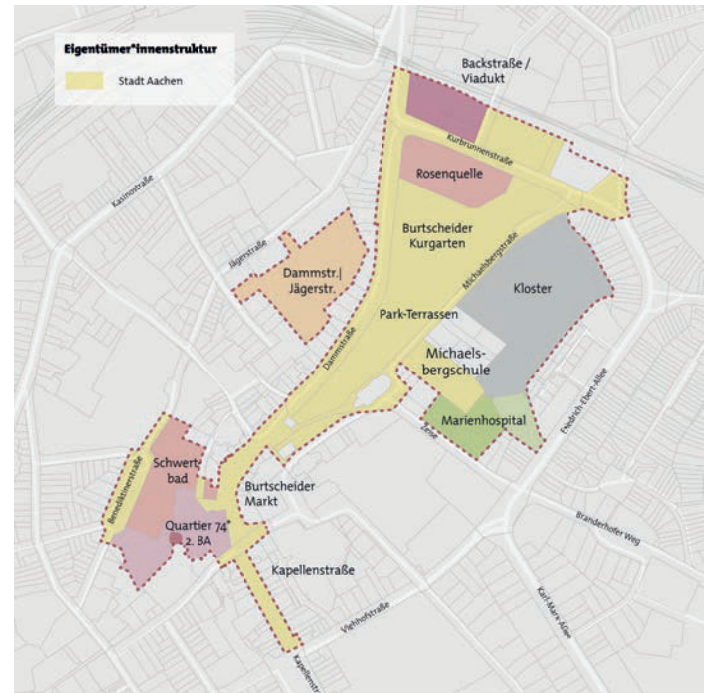 Eigentümer*innenstruktur
Stadt Aachen
Backstraße /
Viadukt
Kurbrunnenstraße
Rosenquelle
Kasinostraße
Burtscheider
Kurgarten
Michaelsbergstraße
Jägerstraße
Dammstr.|
Jägerstr.
Kloster
Park-Terrassen
Dammstraße
Michaels-
bergschule
Friedrich-Ebert-Allee
Marienhospital
Zeise
Schwert-
bad
Benediktinerstraße
Burtscheider
Markt
Quartier 74°
2. BA
Branderhofer Weg
Kapellenstraße
Viehhofstraße
Karl-Marx-Allee